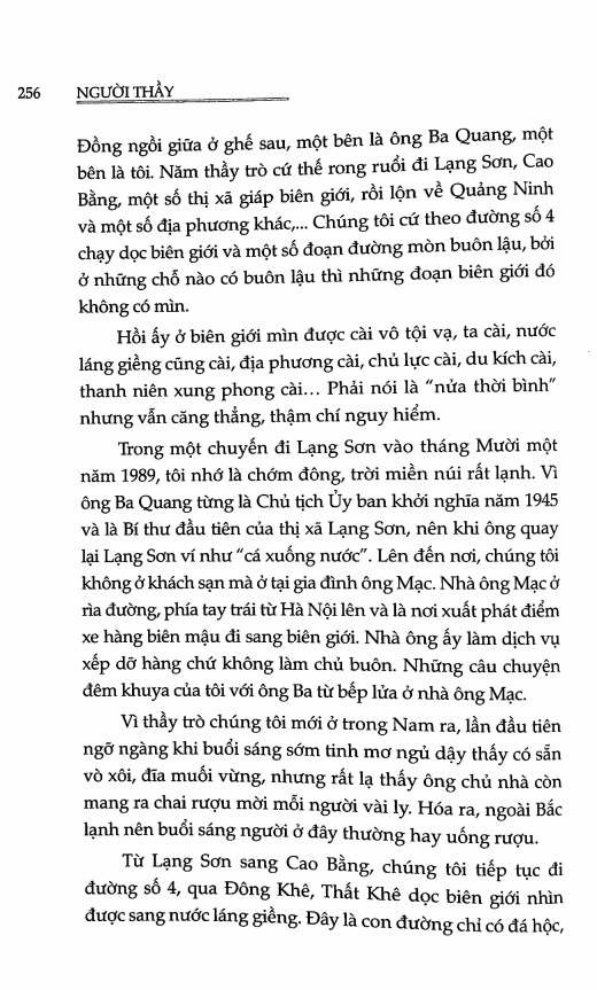 256 NGƯỜI THẦY
Đồng ngồi giữa ở ghế sau, một bên là ông Ba Quang, một
bên là tôi. Năm thầy trò cứ thế rong ruổi đi Lạng Sơn, Cao
Bằng, một số thị xã giáp biên giới, rồi lộn về Quảng Ninh
và một số địa phương khác,... Chúng tôi cứ theo đường số 4
chạy dọc biên giới và một số đoạn đường mòn buôn lậu, bởi
ở những chỗ nào có buôn lậu thì những đoạn biên giới đó
không có mìn.
Hồi ấy ở biên giới mìn được cài vô tội vạ, ta cài, nước
láng giềng cũng cài, địa phương cài, chủ lực cài, du kích cài,
thanh niên xung phong cài... Phải nói là "nửa thời bình"
nhưng vẫn căng thẳng, thậm chí nguy hiểm.
Trong một chuyến đi Lạng Sơn vào tháng Mười một
năm 1989, tôi nhớ là chớm đông, trời miền núi rất lạnh. Vì
ông Ba Quang từng là Chủ tịch Ủy ban khởi nghĩa năm 1945
và là Bí thư đầu tiên của thị xã Lạng Sơn, nên khi ông quay
lại Lạng Sơn ví như "cá xuống nước". Lên đến nơi, chúng tôi
không ở khách sạn mà ở tại gia đình ông Mạc. Nhà ông Mạc ở
rìa đường, phía tay trái từ Hà Nội lên và là nơi xuất phát điểm
xe hàng biên mậu đi sang biên giới. Nhà ông ấy làm dịch vụ
xếp dỡ hàng chứ không làm chủ buôn. Những câu chuyện
đêm khuya của tôi với ông Ba từ bếp lửa ở nhà ông Mạc.
Vì thầy trò chúng tôi mới ở trong Nam ra, lần đầu tiên
ngỡ ngàng khi buổi sáng sớm tinh mơ ngủ dậy thấy có sẵn
vò xôi, đĩa muối vừng, nhưng rất lạ thấy ông chủ nhà còn
mang ra chai rượu mời mỗi người vài ly. Hóa ra, ngoài Bắc
lạnh nên buổi sáng người ở đây thường hay uống rượu.
Từ Lạng Sơn sang Cao Bằng, chúng tôi tiếp tục đi
đường số 4, qua Đông Khê, Thất Khê dọc biên giới nhìn
được sang nước láng giềng. Đây là con đường chỉ có đá hộc,